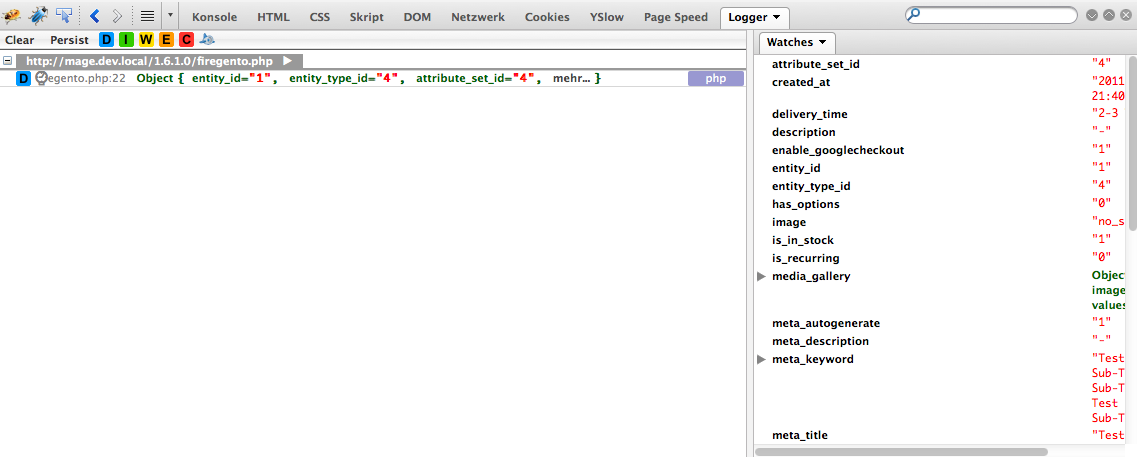 Konsole HTML CSS Skript DOM Netzwerk Cookies YSlow Page Speed Logger
Clear Persist D I W E C
Watches
http://mage.dev.local/1.6.1.0/firegento.php
D egento.php:22 Object { entity_id="1", entity_type_id="4", attribute_set_id="4", mehr... } php
attribute_set_id "4"
created_at "2011
21:40
delivery_time "2-3
description "-"
enable_googlecheckout "1"
entity_id "1"
entity_type_id "4"
has_options "0"
image "no_s
is_in_stock "1"
is_recurring "0"
media_gallery Objec
image
values
meta_autogenerate "1"
meta_description "-"
meta_keyword "Test
Sub-T
Sub-T
Test
Sub-T
meta_title "Test